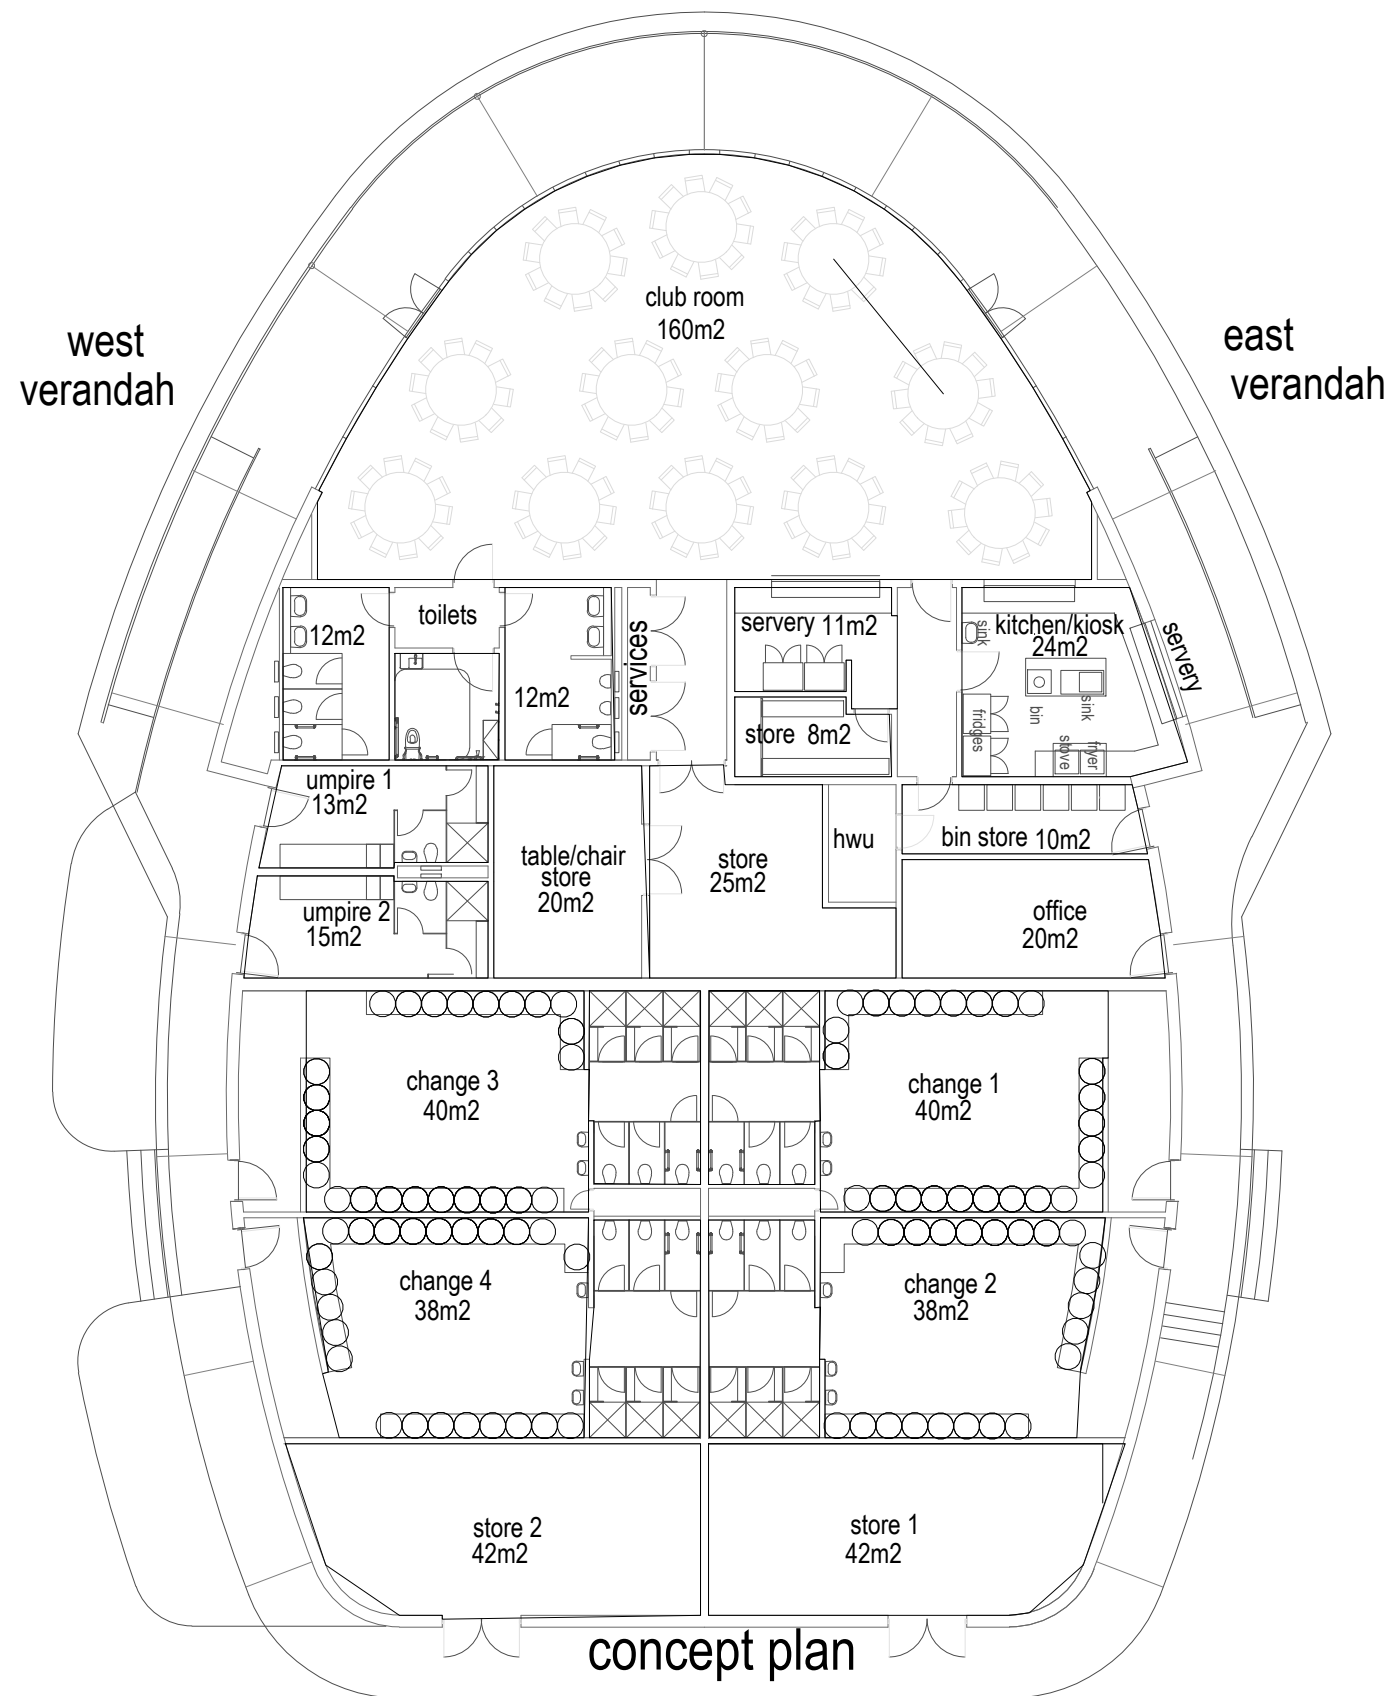 club room
160m2
west
verandah
east
verandah
toilets
12m2
12m2
services
servery 11m2
store 8m2
kitchen/kiosk
24m2
sink
sink
bin
fridges
stove
fryer
servery
umpire 1
13m2
umpire 2
15m2
table/chair
store
20m2
store
25m2
hwu
bin store 10m2
office
20m2
change 3
40m2
change 1
40m2
change 4
38m2
change 2
38m2
store 2
42m2
store 1
42m2
concept plan